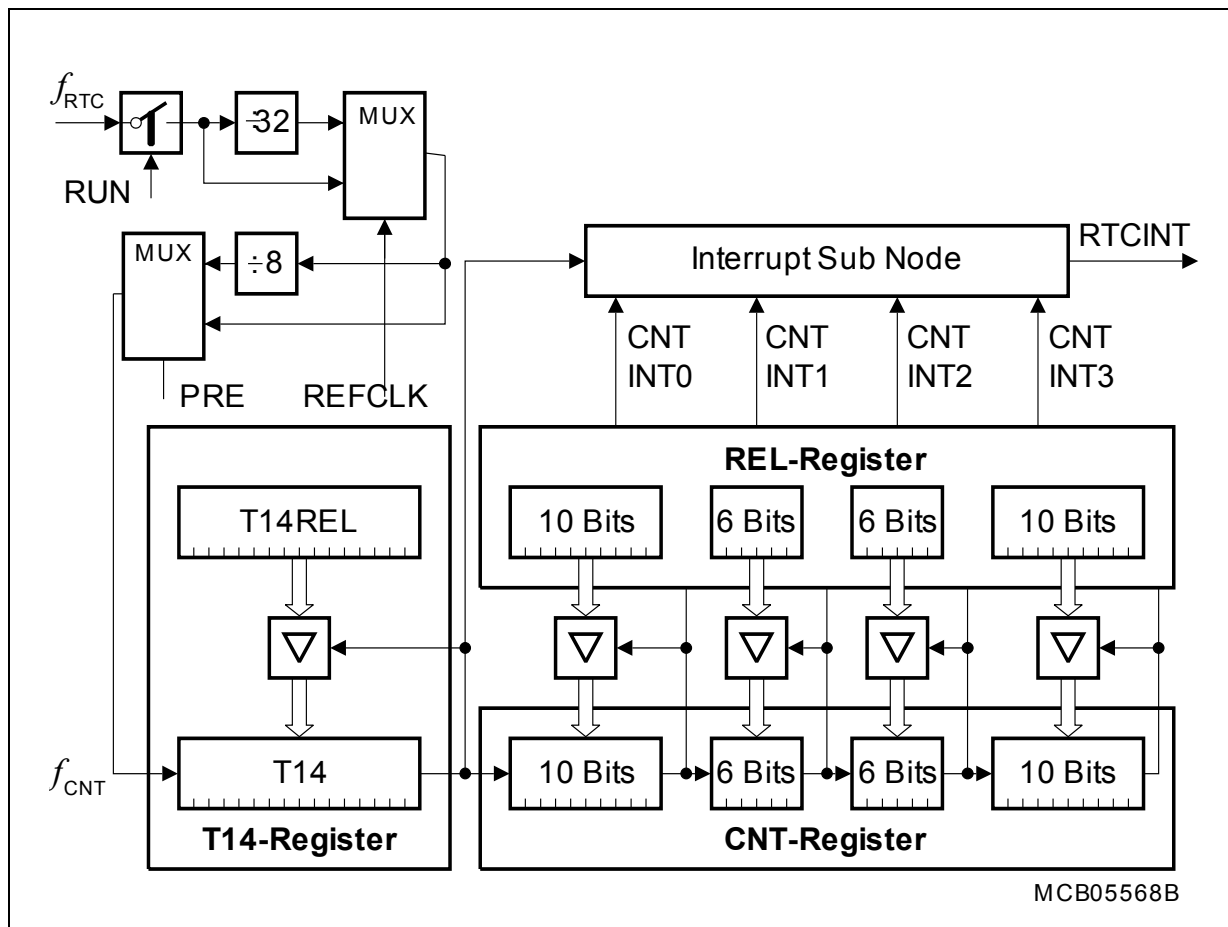 fRTC
÷32
MUX
RUN
MUX
÷8
PRE
REFCLK
Interrupt Sub Node
RTCINT
CNT INT0
CNT INT1
CNT INT2
CNT INT3
REL-Register
T14REL
10 Bits
6 Bits
6 Bits
10 Bits
fCNT
T14
10 Bits
6 Bits
6 Bits
10 Bits
T14-Register
CNT-Register
MCB05568B